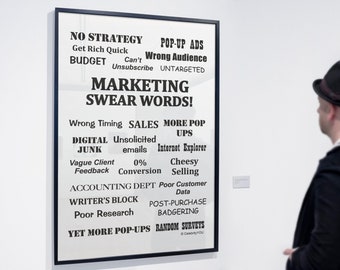 NO STRATEGY
POP-UP ADS
Get Rich Quick
Wrong Audience
BUDGET
Can't
Unsubscribe
UNTARGETED
MARKETING
SWEAR WORDS!
Wrong Timing
SALES
MORE POP
UPS
DIGITAL
JUNK
Unsolicited
emails
Internet Explorer
Vague Client
Feedback
0%
Conversion
Cheesy
Selling
ACCOUNTING DEPT
Poor Customer
Data
WRITER'S BLOCK
POST-PURCHASE
BADGERING
Poor Research
YET MORE POP-UPS
RANDOM SURVEYS